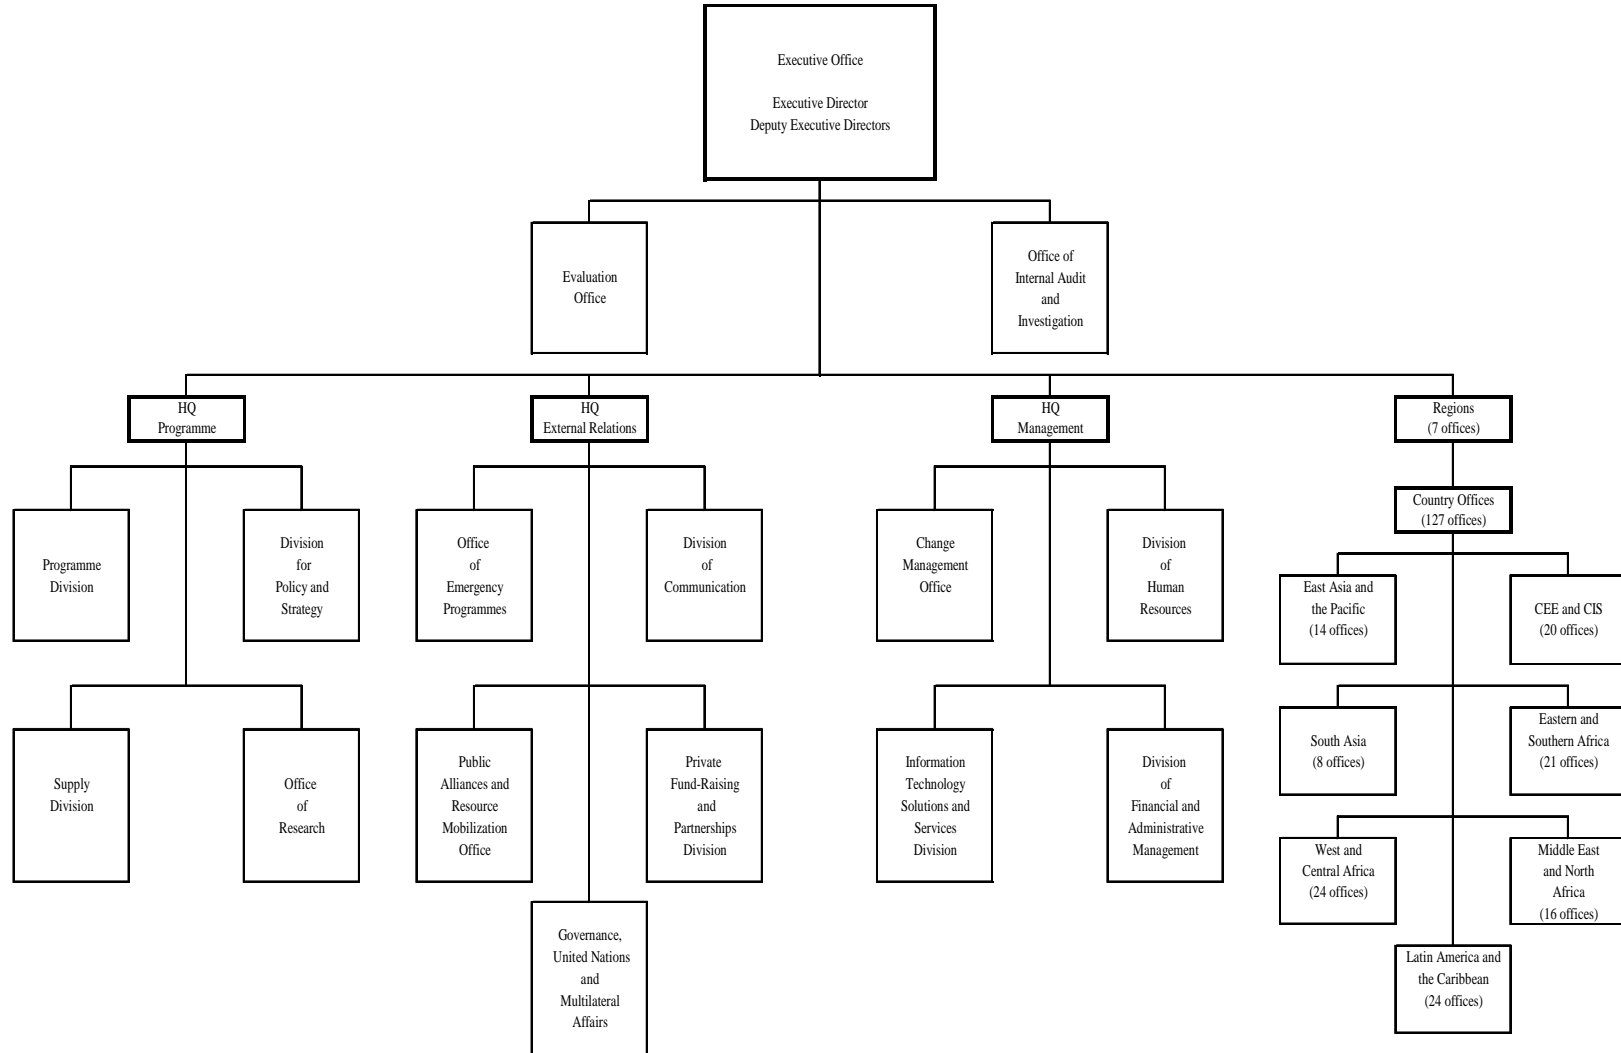 Executive Office
Executive Director
Deputy Executive Directors
Evaluation
Office
Office of
Internal Audit
and
Investigation
HQ
Programme
HQ
External Relations
HQ
Management
Regions
(7 offices)
Country Offices
(127 offices)
Programme
Division
Division
for
Policy and
Strategy
Office
of
Emergency
Programmes
Division
of
Communication
Change
Management
Office
Division
of
Human
Resources
East Asia and
the Pacific
(14 offices)
CEE and CIS
(20 offices)
Supply
Division
Office
of
Research
Public
Alliances and
Resource
Mobilization
Office
Private
Fund-Raising
and
Partnerships
Division
Information
Technology
Solutions and
Services
Division
Division
of
Financial and
Administrative
Management
South Asia
(8 offices)
Eastern and
Southern Africa
(21 offices)
West and
Central Africa
(24 offices)
Middle East
and North
Africa
(16 offices)
Governance,
United Nations
and
Multilateral
Affairs
Latin America and
the Caribbean
(24 offices)